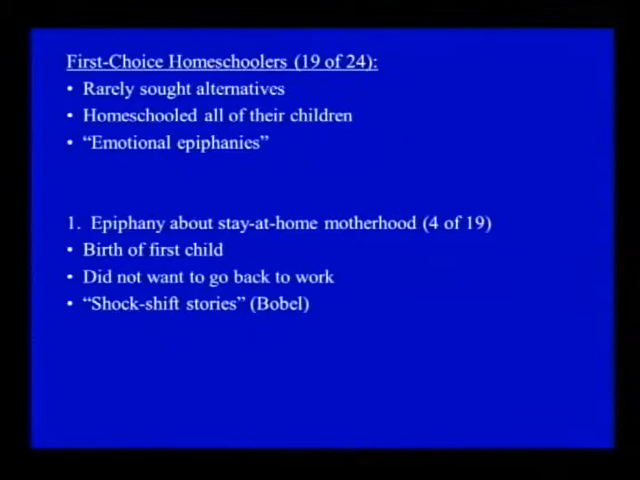 First-Choice Homeschoolers (19 of 24):
• Rarely sought alternatives
• Homeschooled all of their children
• “Emotional epiphanies”
1. Epiphany about stay-at-home motherhood (4 of 19)
• Birth of first child
• Did not want to go back to work
• “Shock-shift stories” (Bobel)